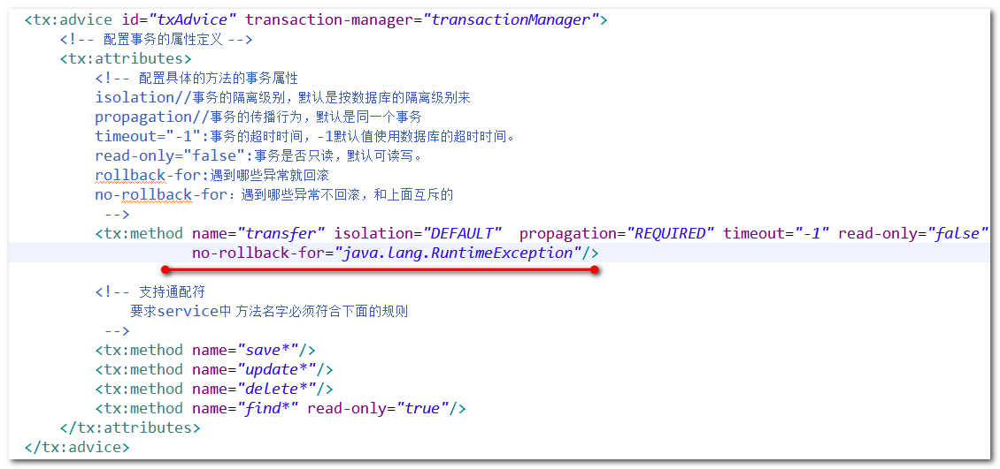 <tx:advice id="txAdvice" transaction-manager="transactionManager">
<!-- 配置事务的属性定义 -->
<tx:attributes>
<!-- 配置具体的方法的事务属性
isolation//事务的隔离级别，默认是按数据库的隔离级别来
propagation//事务的传播行为，默认是同一个事务
timeout="-1":事务的超时时间，-1默认值使用数据库的超时时间。
read-only="false":事务是否只读，默认可读写。
rollback-for:遇到哪些异常就回滚
no-rollback-for：遇到哪些异常不回滚，和上面互斥的
-->
<tx:method name="transfer" isolation="DEFAULT"  propagation="REQUIRED" timeout="-1" read-only="false"
no-rollback-for="java.lang.RuntimeException"/>
<!-- 支持通配符
要求service中 方法名字必须符合下面的规则
-->
<tx:method name="save*"/>
<tx:method name="update*"/>
<tx:method name="delete*"/>
<tx:method name="find*" read-only="true"/>
</tx:attributes>
</tx:advice>